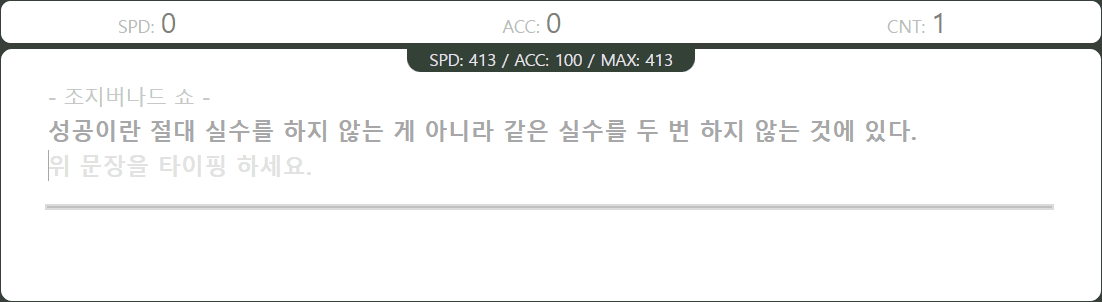 SPD: 0 ACC: 0 CNT: 1
SPD: 413 / ACC: 100 / MAX: 413
- 조지버나드 쇼 -
성공이란 절대 실수를 하지 않는 게 아니라 같은 실수를 두 번 하지 않는 것에 있다.
위 문장을 타이핑 하세요.